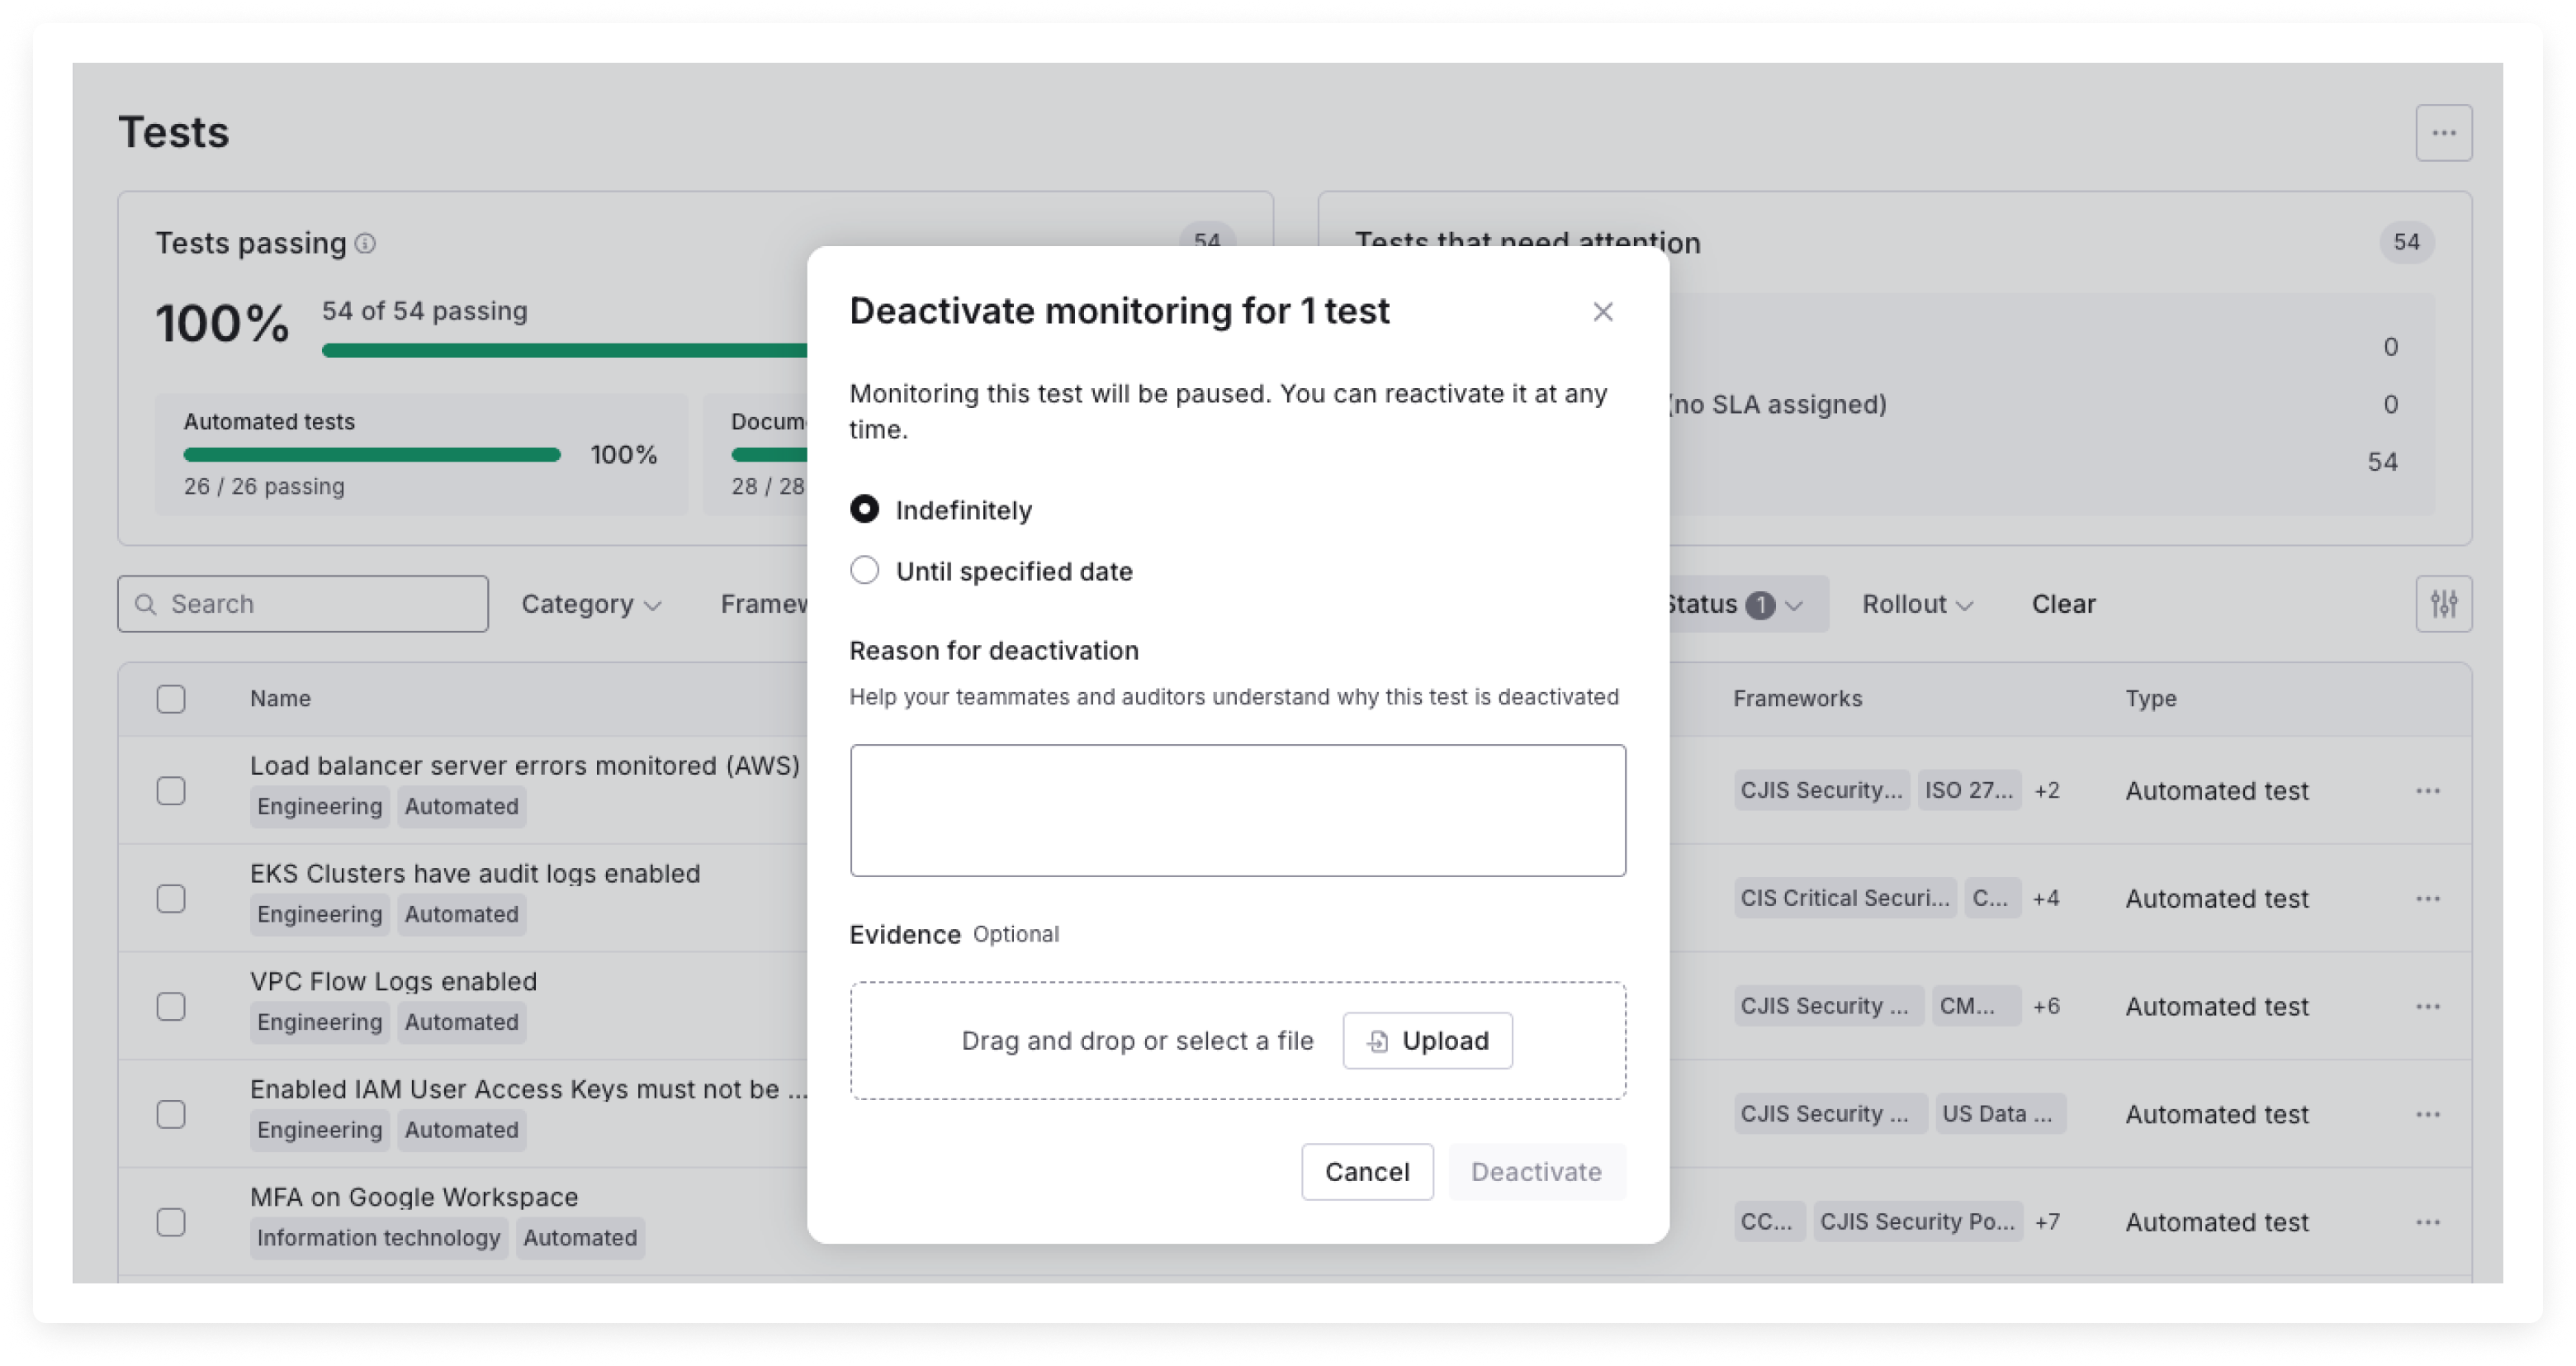 Tests
Tests passing
54
100%
54 of 54 passing
Automated tests
100%
26 / 26 passing
28 / 28
Tests that need attention
54
0
(no SLA assigned)
0
54
Search
Category
Status 1
Rollout
Clear
Name
Frameworks
Type
Load balancer server errors monitored (AWS)
Engineering Automated
CJIS Security... ISO 27... +2
Automated test
EKS Clusters have audit logs enabled
Engineering Automated
CIS Critical Securi... C... +4
Automated test
VPC Flow Logs enabled
Engineering Automated
CJIS Security ... CM... +6
Automated test
Enabled IAM User Access Keys must not be ...
Engineering Automated
CJIS Security ... US Data ...
Automated test
MFA on Google Workspace
Information technology Automated
CC... CJIS Security Po... +7
Automated test
Deactivate monitoring for 1 test
Monitoring this test will be paused. You can reactivate it at any
time.
Indefinitely
Until specified date
Reason for deactivation
Help your teammates and auditors understand why this test is deactivated
Evidence Optional
Drag and drop or select a file
Upload
Cancel
Deactivate